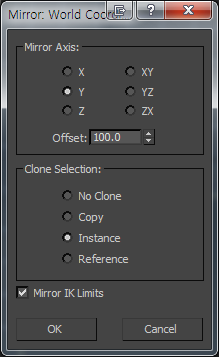 Mirror: World Coor
Mirror Axis:
X XY
Y YZ
Z ZX
Offset: 100.0
Clone Selection:
No Clone
Copy
Instance
Reference
Mirror IK Limits
OK Cancel